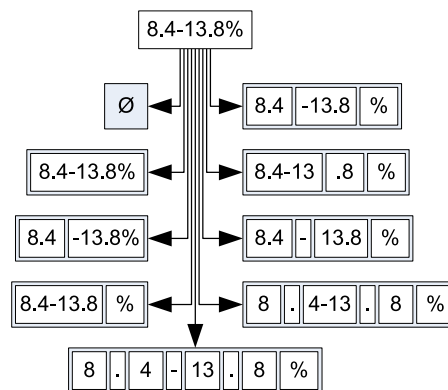 8.4-13.8%
Ø
8.4 -13.8 %
8.4-13.8%
8.4-13 .8 %
8.4 -13.8%
8.4 - 13.8 %
8.4-13.8 %
8 . 4-13 . 8 %
8 . 4 - 13 . 8 %